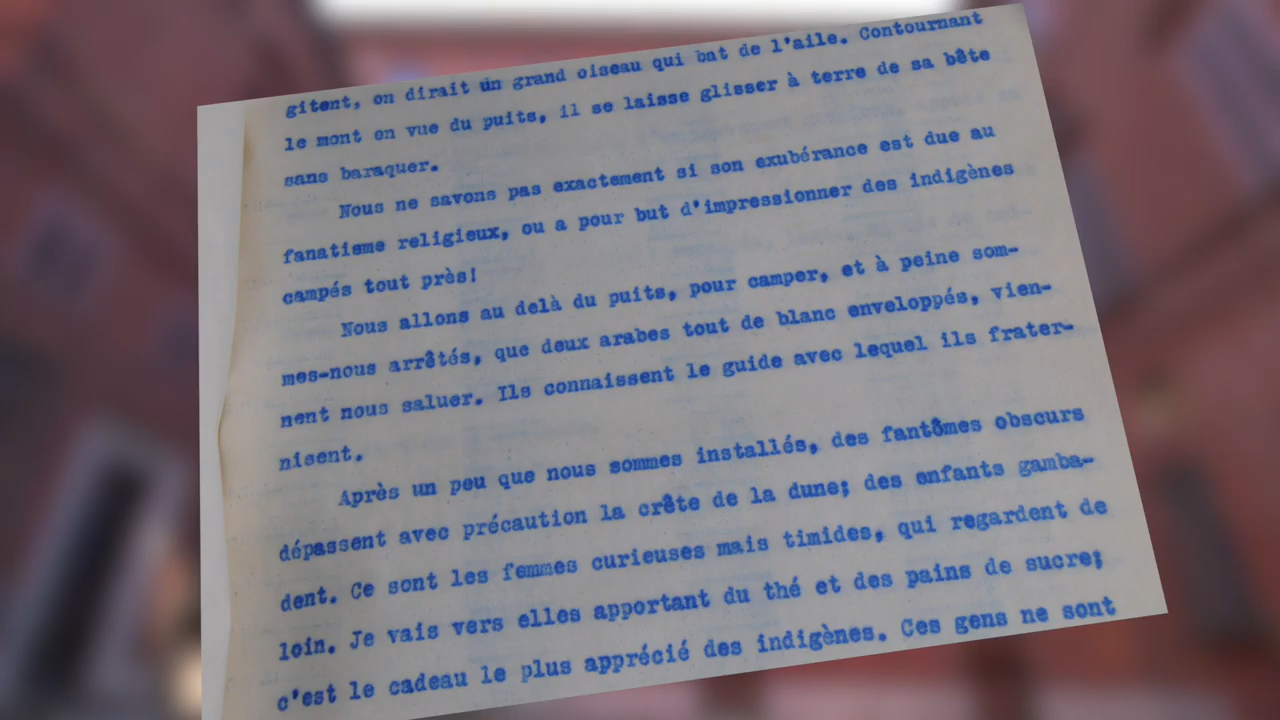 gitent, on dirait un grand oiseau qui bat de l'aile. Contournant
le mont en vue du puits, il se laisse glisser à terre de sa bête
sans baraquer.
Nous ne savons pas exactement si son exubérance est due au
fanatisme religieux, ou a pour but d'impressionner des indigènes
campés tout près!
Nous allons au delà du puits, pour camper, et à peine som-
mes-nous arrêtés, que deux arabes tout de blanc enveloppés, vien-
nent nous saluer. Ils connaissent le guide avec lequel ils frater-
nisent.
Après un peu que nous sommes installés, des fantômes obscurs
dépassent avec précaution la crête de la dune; des enfants gamba-
dent. Ce sont les femmes curieuses mais timides, qui regardent de
loin. Je vais vers elles apportant du thé et des pains de sucre;
c'est le cadeau le plus apprécié des indigènes. Ces gens ne sont